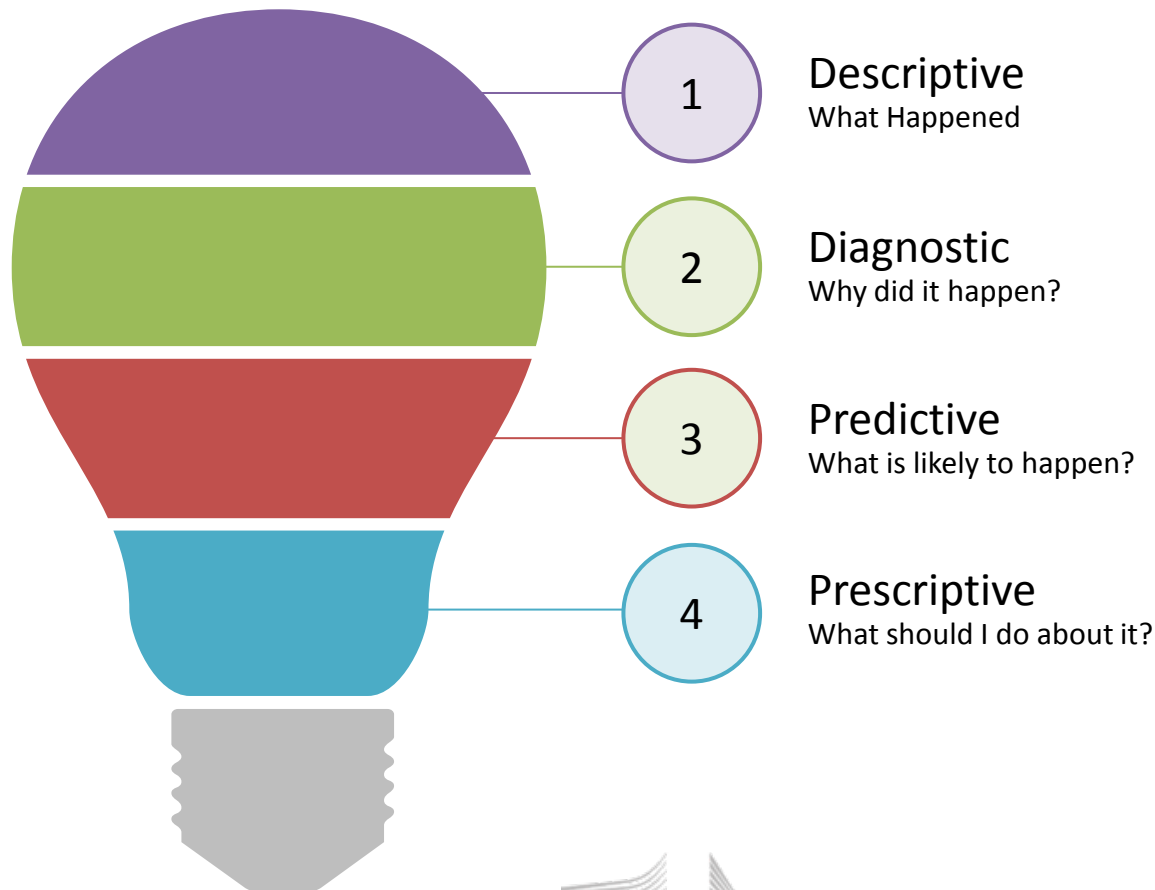 1
Descriptive
What Happened
2
Diagnostic
Why did it happen?
3
Predictive
What is likely to happen?
4
Prescriptive
What should I do about it?